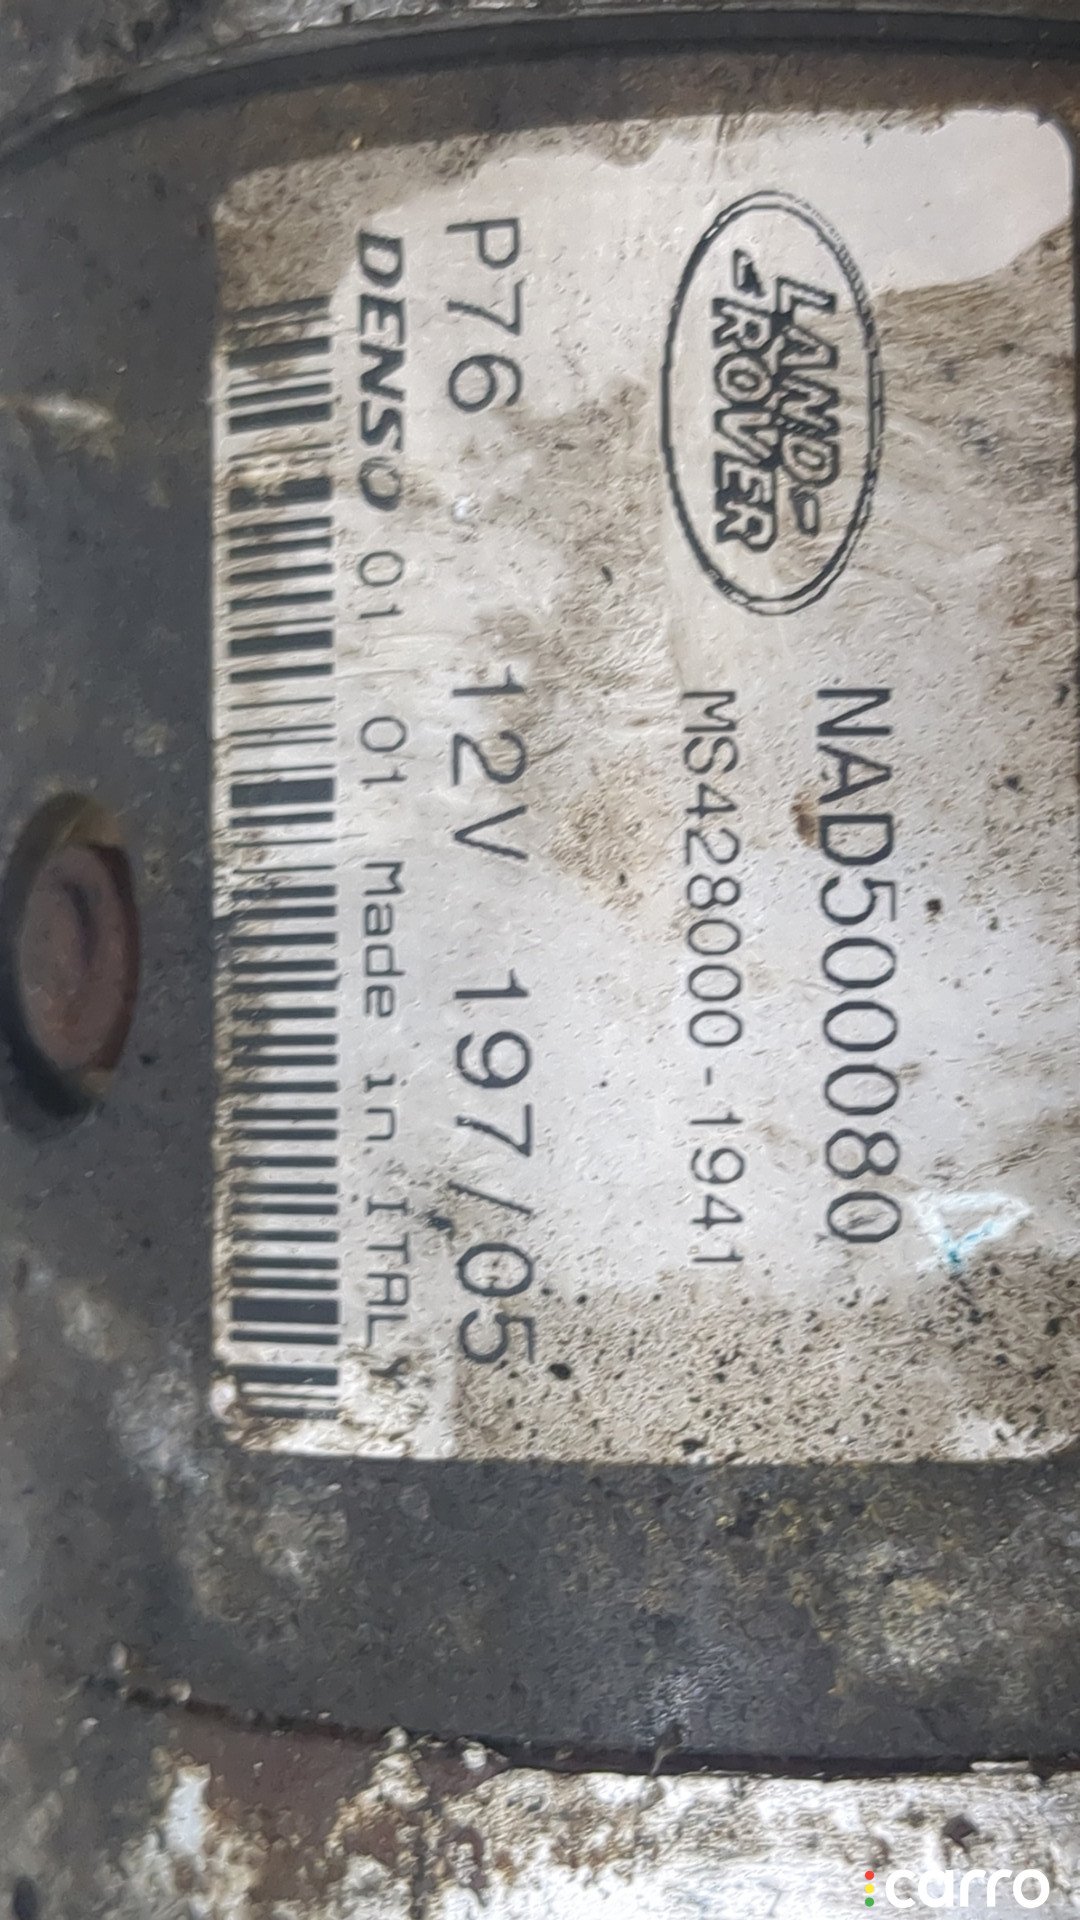 LAND-
-ROVER
NAD500080
MS428000-1941
P76 12V 197/05
DENSO 01 01 Made in ITALY
carro